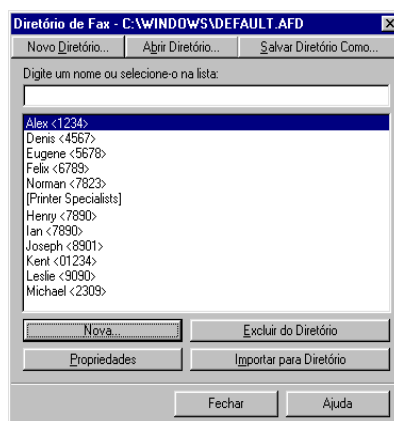 Diretório de Fax - C:\WINDOWS\DEFAULT.AFD
Novo Diretório... Abrir Diretório... Salvar Diretório Como...
Digite um nome ou selecione-o na lista:
Alex <1234>
Denis <4567>
Eugene <5678>
Felix <6789>
Norman <7823>
[Printer Specialists]
Henry <7890>
Ian <7890>
Joseph <8901>
Kent <01234>
Leslie <9090>
Michael <2309>
Nova... Excluir do Diretório
Propriedades Importar para Diretório
Fechar Ajuda